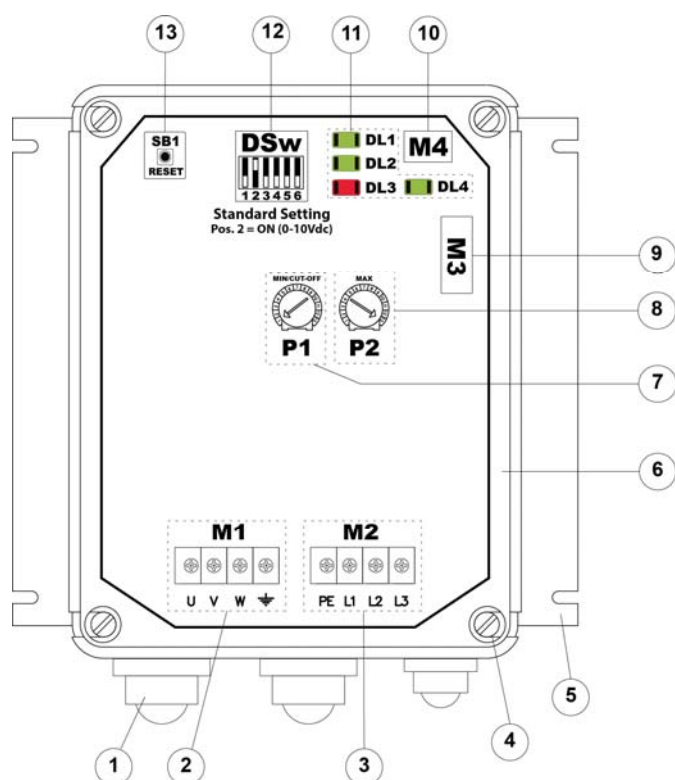 13
12
11
10
SB1
RESET
DSw
1 2 3 4 5 6
Standard Setting
Pos. 2 = ON (0-10Vdc)
DL1
DL2
DL3
DL4
M4
M3
9
MIN/CUT-OFF
P1
MAX
P2
8
7
6
M1
U V W
M2
PE L1 L2 L3
5
1
2
3
4